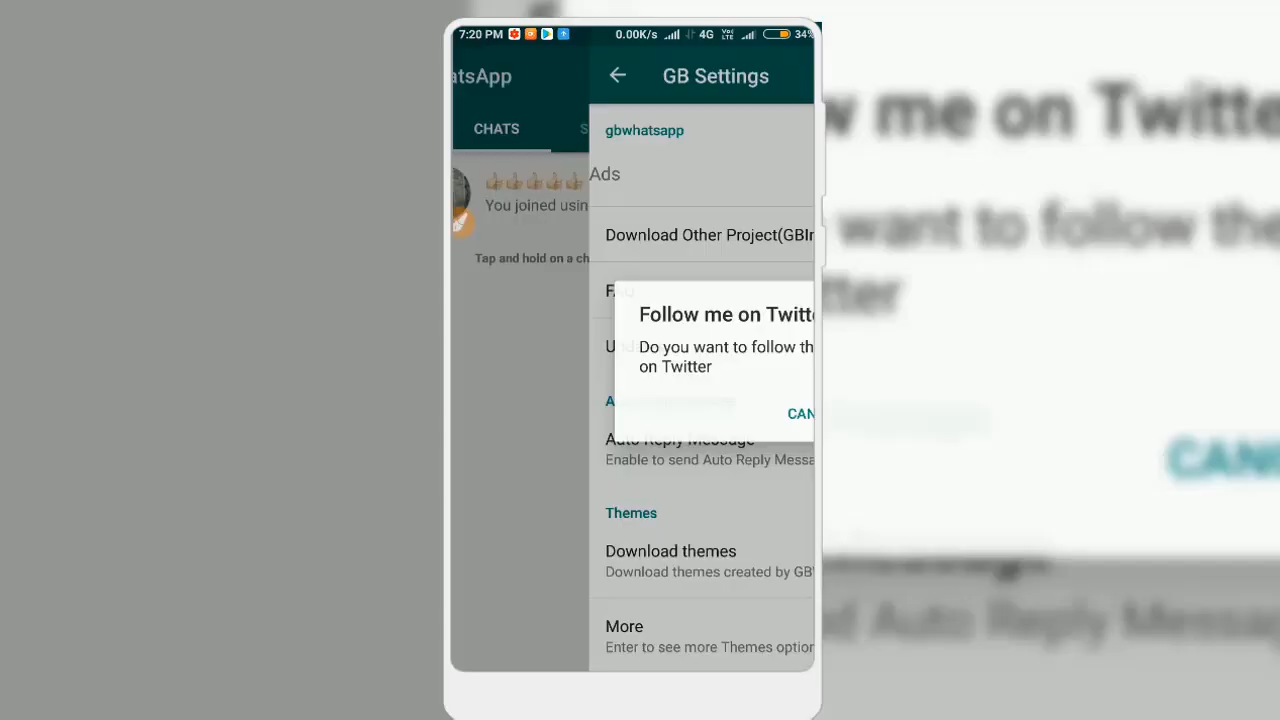 7:20 PM 0.00K/s 4G VoLTE 34%
atsApp
GB Settings
CHATS
S
gbwhatsapp
Ads
👍👍👍👍👍
You joined usin
Download Other Project(GBIn
Tap and hold on a ch
Follow me on Twitt
Do you want to follow th
on Twitter
CAN
Auto Reply Message
Enable to send Auto Reply Messa
Themes
Download themes
Download themes created by GB
More
Enter to see more Themes option
w me on Twitte
want to follow the
tter
CAN
d Auto Reply Messag